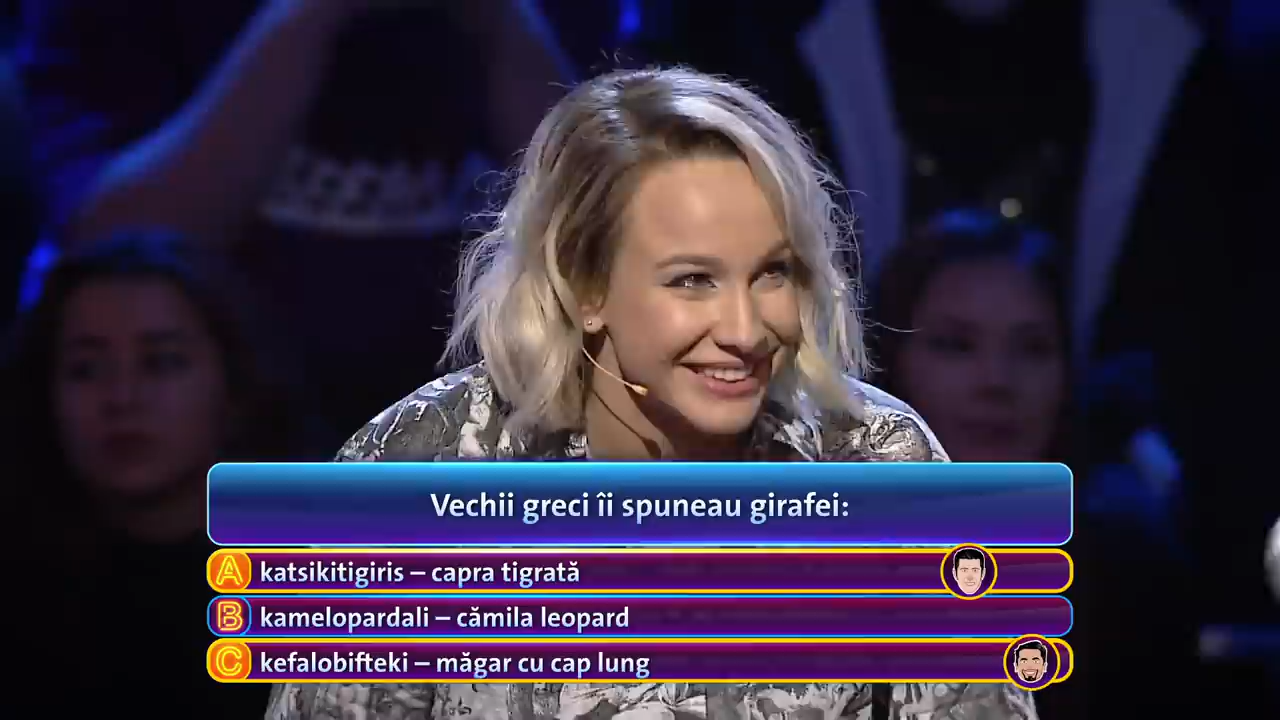 Vechii greci îi spuneau girafei:
A katsikitigiris – capra tigrată
B kamelopardali – cămila leopard
C kefalobifteki – măgar cu cap lung